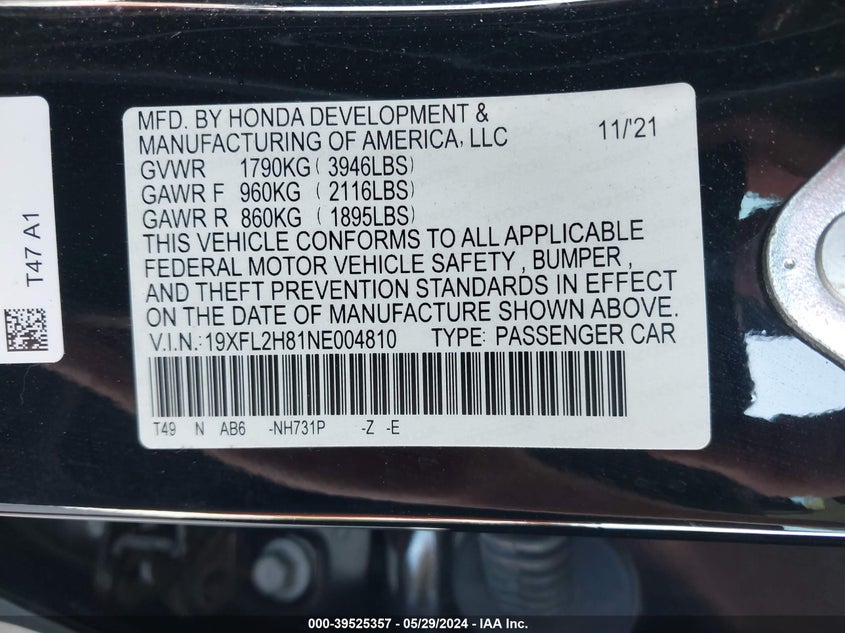 MFD. BY HONDA DEVELOPMENT &
MANUFACTURING OF AMERICA, LLC 11/'21
GVWR 1790KG ( 3946LBS)
GAWR F 960KG ( 2116LBS)
GAWR R 860KG ( 1895LBS)
THIS VEHICLE CONFORMS TO ALL APPLICABLE
FEDERAL MOTOR VEHICLE SAFETY , BUMPER ,
AND THEFT PREVENTION STANDARDS IN EFFECT
ON THE DATE OF MANUFACTURE SHOWN ABOVE.
V.I.N.:19XFL2H81NE004810 TYPE: PASSENGER CAR
T49 N AB6 -NH731P -Z -E
T47 A1
000-39525357 - 05/29/2024 - IAA Inc.